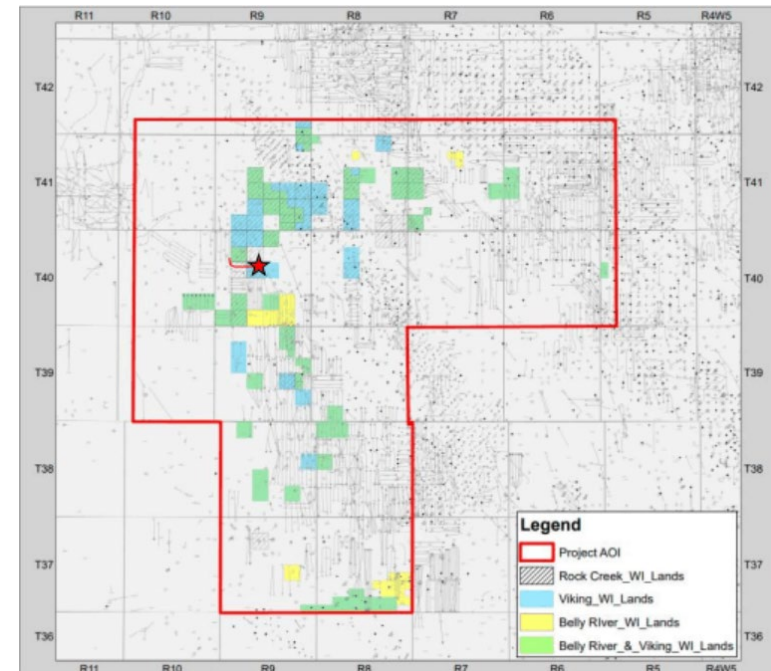 R11 R10 R9 R8 R7 R6 R5 R4W5
T42 T42
T41 T41
T40 T40
T39 T39
T38 T38
T37 T37
T36 T36
Legend
Project AOI
Rock Creek_WI_Lands
Viking_WI_Lands
Belly RIver_WI_Lands
Belly River_&_Viking_WI_Lands
R11 R10 R9 R8 R7 R6 R5 R4W5